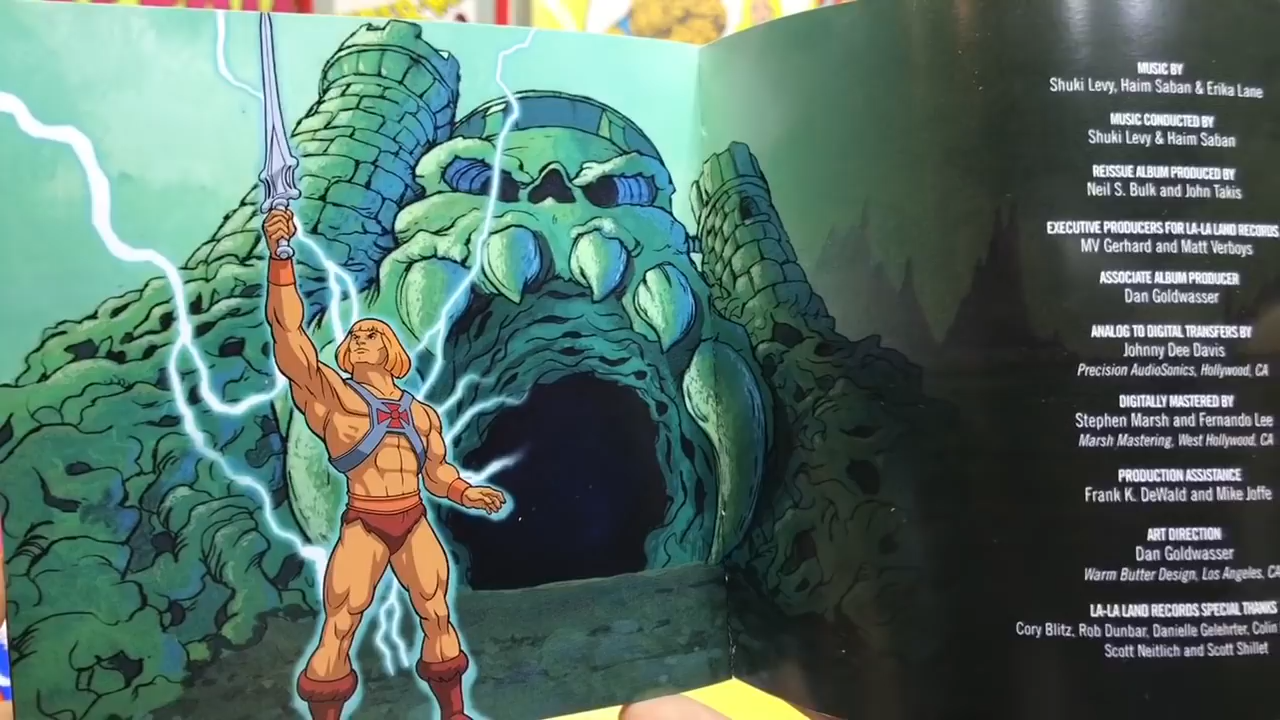 MUSIC BY
Shuki Levy, Haim Saban & Erika Lane
MUSIC CONDUCTED BY
Shuki Levy & Haim Saban
REISSUE ALBUM PRODUCED BY
Neil S. Bulk and John Takis
EXECUTIVE PRODUCERS FOR LA-LA LAND RECORDS
MV Gerhard and Matt Verboys
ASSOCIATE ALBUM PRODUCER
Dan Goldwasser
ANALOG TO DIGITAL TRANSFERS BY
Johnny Dee Davis
Precision AudioSonics, Hollywood, CA
DIGITALLY MASTERED BY
Stephen Marsh and Fernando Lee
Marsh Mastering, West Hollywood, CA
PRODUCTION ASSISTANCE
Frank K. DeWald and Mike Joffe
ART DIRECTION
Dan Goldwasser
Warm Butter Design, Los Angeles, CA
LA-LA LAND RECORDS SPECIAL THANKS
Cory Blitz, Rob Dunbar, Danielle Gelehrter, Colin
Scott Neitlich and Scott Shillet